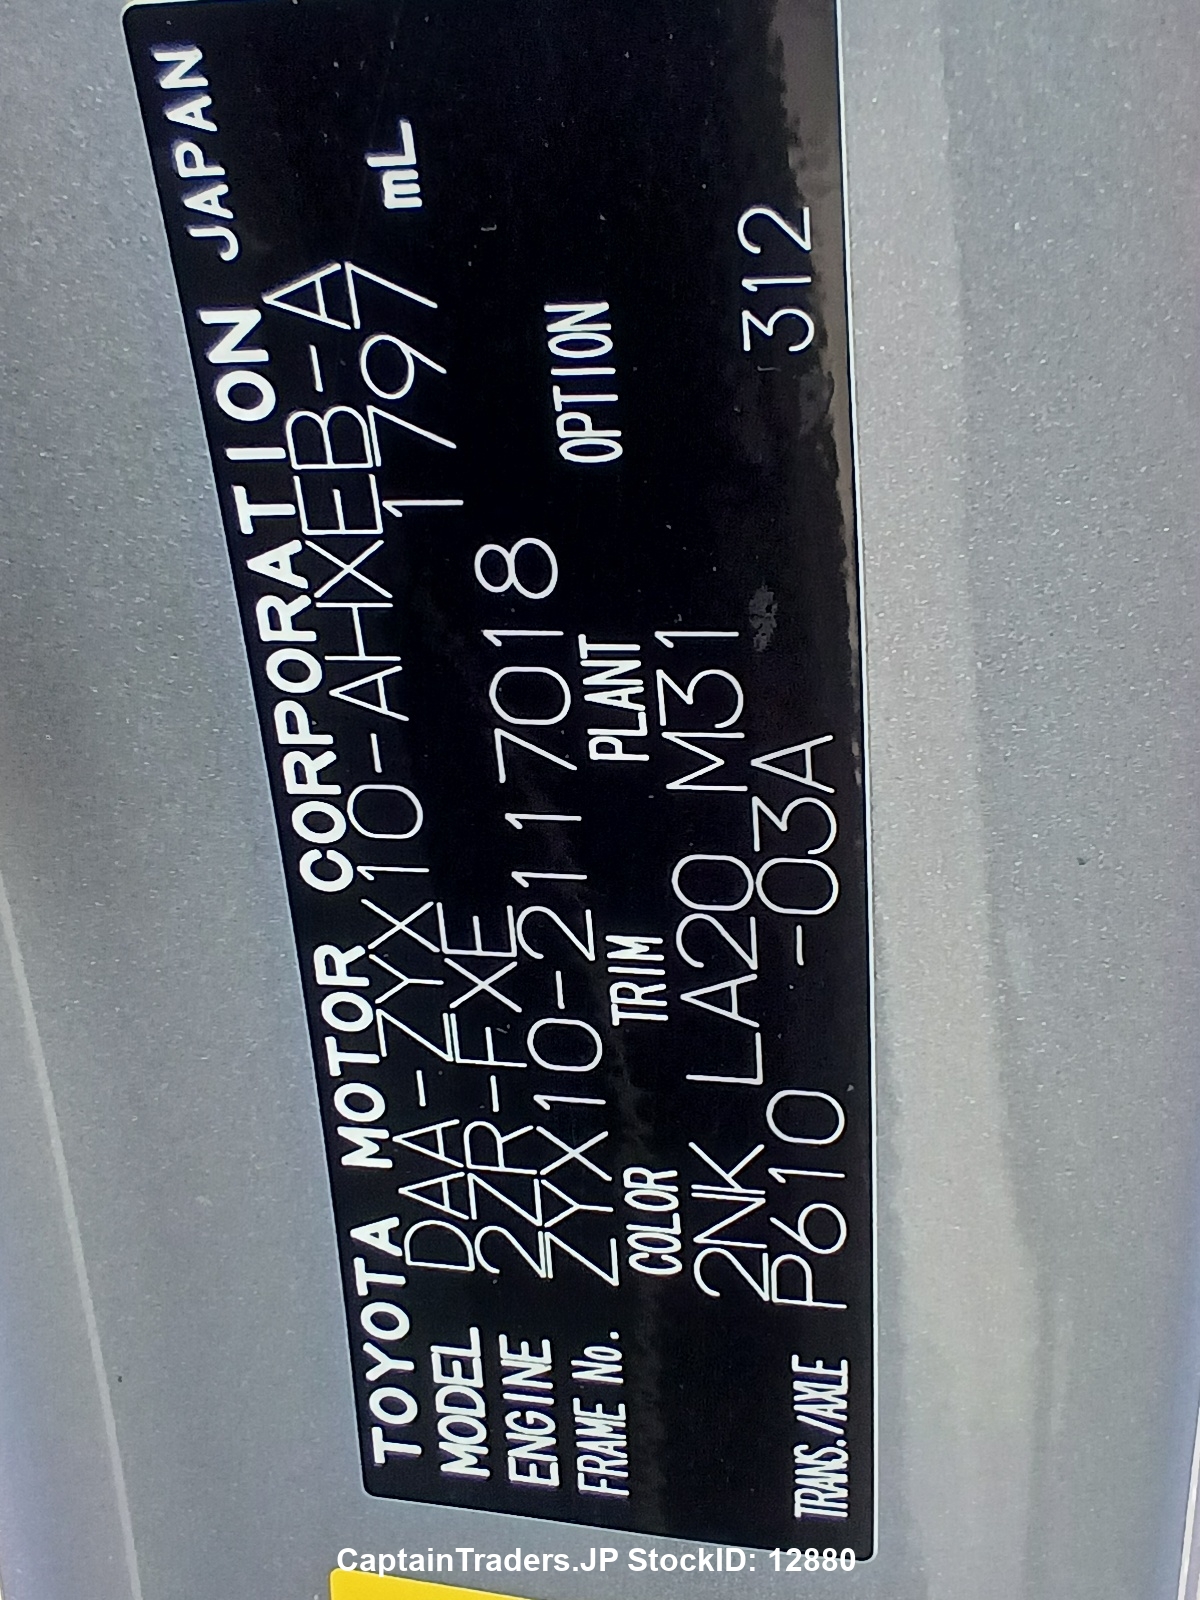 TOYOTA MOTOR CORPORATION JAPAN
MODEL DAA-ZYX10-AHXEB-A
ENGINE 2ZR-FXE 1797 mL
FRAME No. ZYX10-2117018
COLOR TRIM PLANT OPTION
2NK LA20 M31
TRANS./AXLE P610 -03A 312
CaptainTraders.JP StockID: 12880